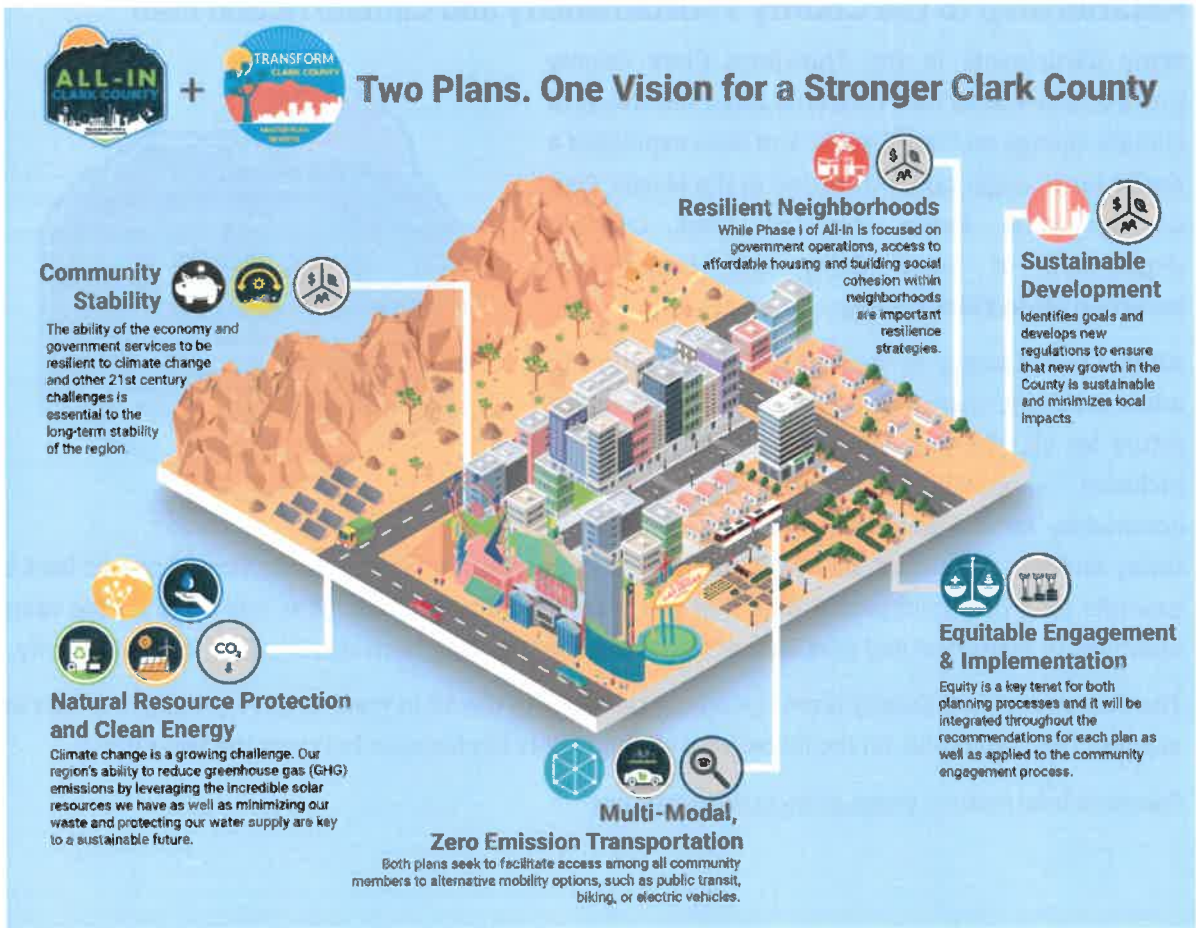 ALL-IN
CLARK COUNTY
+
TRANSFORM
CLARK COUNTY
Two Plans. One Vision for a Stronger Clark County
Resilient Neighborhoods
While Phase I of All-In is focused on
government operations, access to
affordable housing and building social
cohesion within
neighborhoods
are important
resilience
strategies.
Sustainable
Development
Identifies goals and
develops new
regulations to ensure
that new growth in the
County is sustainable
and minimizes local
impacts.
Community
Stability
The ability of the economy and
government services to be
resilient to climate change
and other 21st century
challenges is
essential to the
long-term stability
of the region.
CO₂
Natural Resource Protection
and Clean Energy
Climate change is a growing challenge. Our
region's ability to reduce greenhouse gas (GHG)
emissions by leveraging the incredible solar
resources we have as well as minimizing our
waste and protecting our water supply are key
to a sustainable future.
Equitable Engagement
& Implementation
Equity is a key tenet for both
planning processes and it will be
integrated throughout the
recommendations for each plan as
well as applied to the community
engagement process.
Multi-Modal,
Zero Emission Transportation
Both plans seek to facilitate access among all community
members to alternative mobility options, such as public transit,
biking, or electric vehicles.